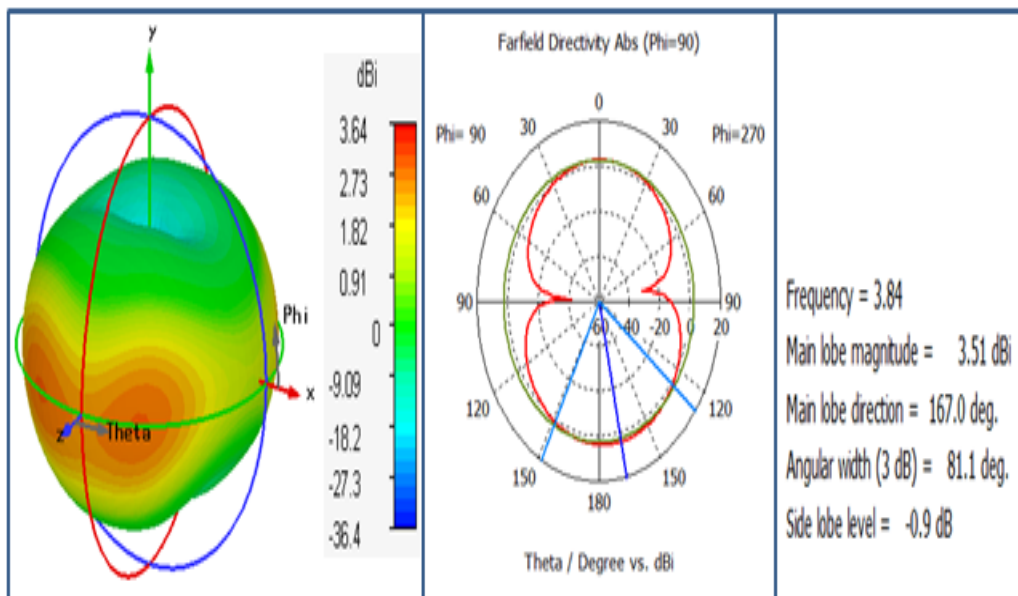 y
dBi
3.64
2.73
1.82
0.91
0
-9.09
-18.2
-27.3
-36.4
Phi
x
z
Theta
Farfield Directivity Abs (Phi=90)
Phi= 90
30
0
30
Phi=270
60
60
90
-60
-40
-20
0
20
90
120
120
150
180
150
Theta / Degree vs. dBi
Frequency = 3.84
Main lobe magnitude = 3.51 dBi
Main lobe direction = 167.0 deg.
Angular width (3 dB) = 81.1 deg.
Side lobe level = -0.9 dB